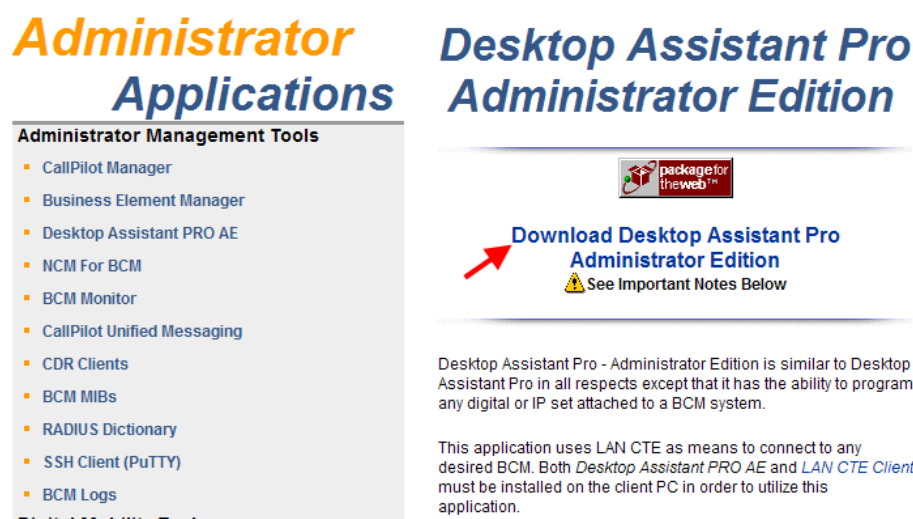 Administrator
Applications
Administrator Management Tools
CallPilot Manager
Business Element Manager
Desktop Assistant PRO AE
NCM For BCM
BCM Monitor
CallPilot Unified Messaging
CDR Clients
BCM MIBs
RADIUS Dictionary
SSH Client (PuTTY)
BCM Logs
Desktop Assistant Pro
Administrator Edition
package for
the web™
Download Desktop Assistant Pro
Administrator Edition
See Important Notes Below
Desktop Assistant Pro - Administrator Edition is similar to Desktop
Assistant Pro in all respects except that it has the ability to program
any digital or IP set attached to a BCM system.
This application uses LAN CTE as means to connect to any
desired BCM. Both Desktop Assistant PRO AE and LAN CTE Client
must be installed on the client PC in order to utilize this
application.